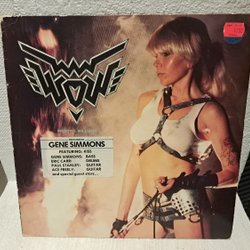 WOW
GENE SIMMONS
FEATURING: KISS
GENE SIMMONS: BASS
ERIC CARR: DRUMS
PAUL STANLEY: GUITAR
ACE FREHLY: GUITAR
and special guest stars...